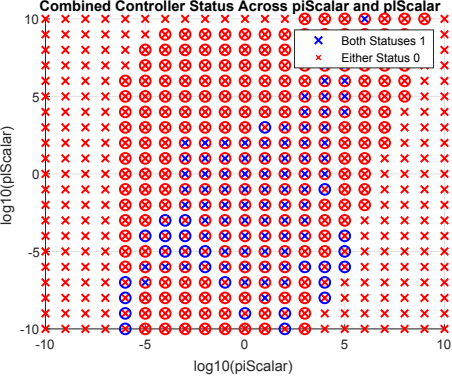 Combined Controller Status Across piScalar and plScalar
Both Statuses 1
Either Status 0
10
5
0
-5
-10
log10(plScalar)
-10
-5
0
5
10
log10(piScalar)